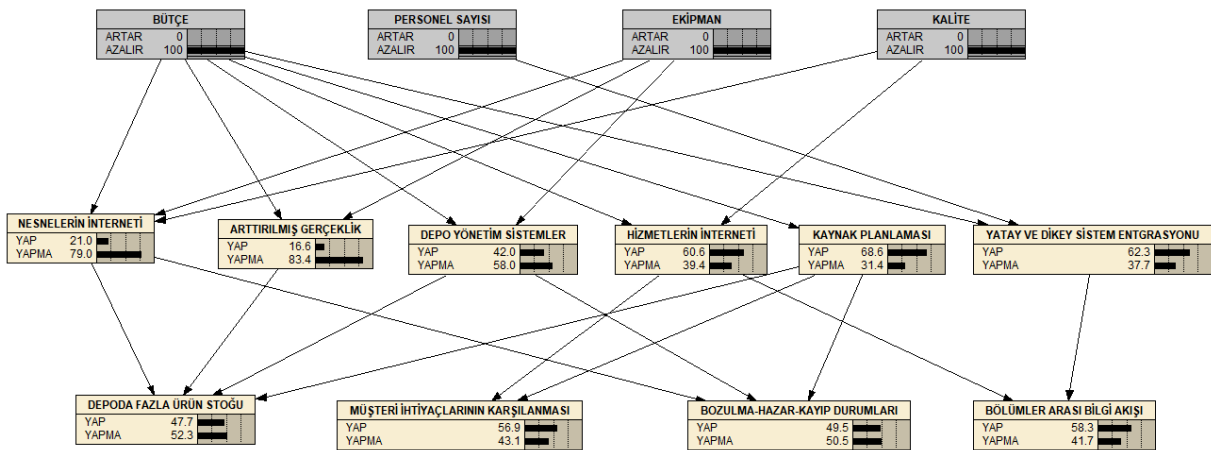 BÜTÇE
ARTAR 0
AZALIR 100
PERSONEL SAYISI
ARTAR 0
AZALIR 100
EKİPMAN
ARTAR 0
AZALIR 100
KALİTE
ARTAR 0
AZALIR 100
NESNELERİN İNTERNETİ
YAP 21.0
YAPMA 79.0
ARTTIRILMIŞ GERÇEKLİK
YAP 16.6
YAPMA 83.4
DEPO YÖNETİM SİSTEMLER
YAP 42.0
YAPMA 58.0
HİZMETLERİN İNTERNETİ
YAP 60.6
YAPMA 39.4
KAYNAK PLANLAMASI
YAP 68.6
YAPMA 31.4
YATAY VE DİKEY SİSTEM ENTGRASYONU
YAP 62.3
YAPMA 37.7
DEPODA FAZLA ÜRÜN STOĞU
YAP 47.7
YAPMA 52.3
MÜŞTERİ İHTİYAÇLARININ KARŞILANMASI
YAP 56.9
YAPMA 43.1
BOZULMA-HAZAR-KAYIP DURUMLARI
YAP 49.5
YAPMA 50.5
BÖLÜMLER ARASI BİLGİ AKIŞI
YAP 58.3
YAPMA 41.7